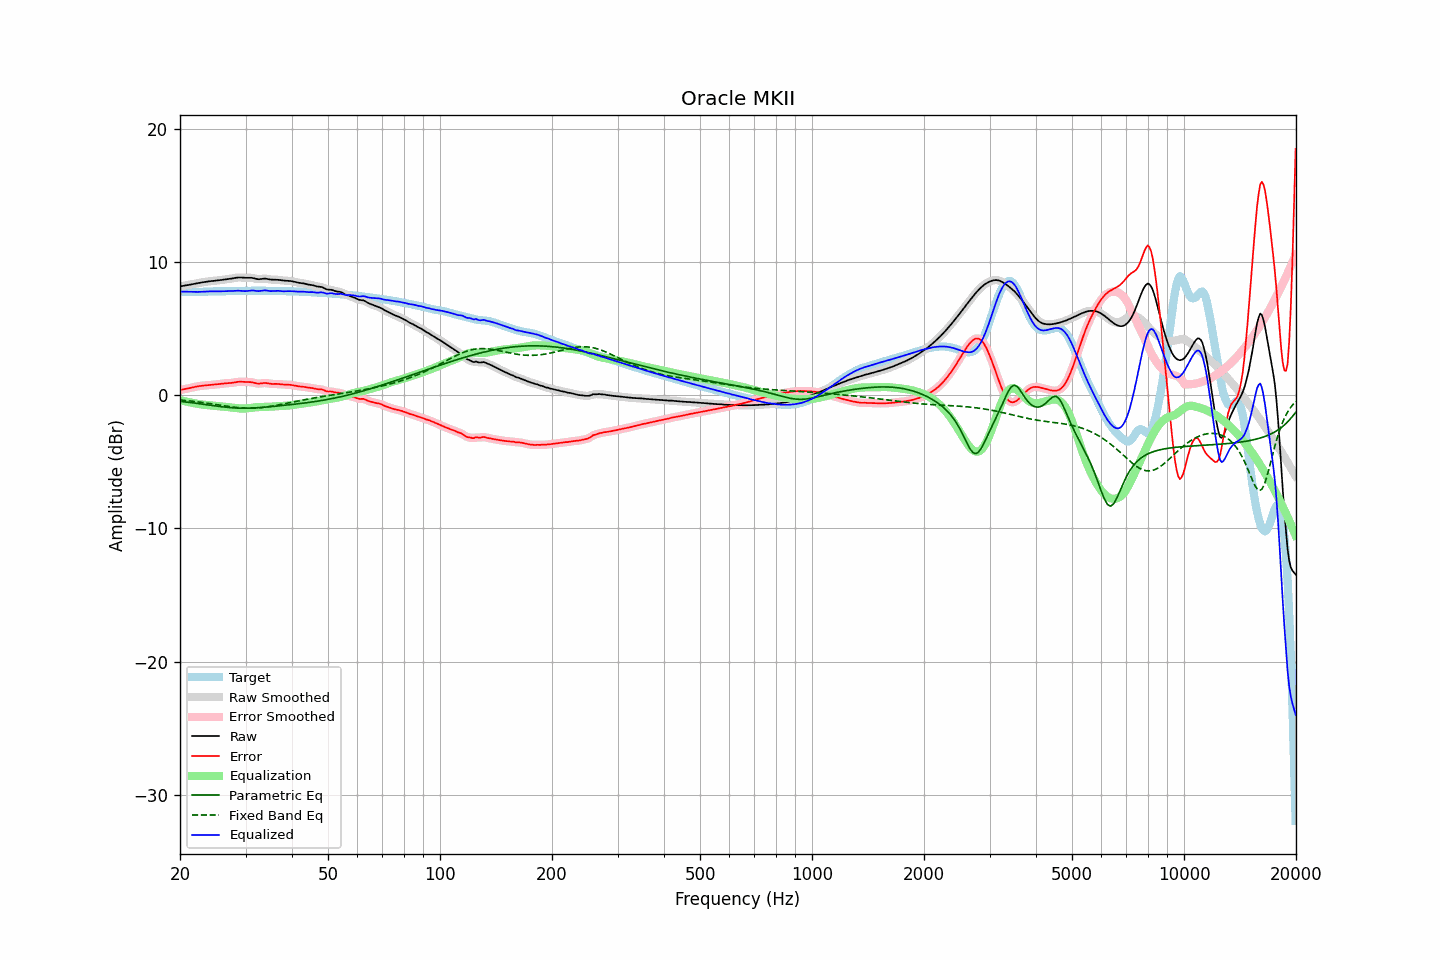 Oracle MKII
20
10
0
−10
−20
−30
Amplitude (dBr)
Target
Raw Smoothed
Error Smoothed
Raw
Error
Equalization
Parametric Eq
Fixed Band Eq
Equalized
20 50 100 200 500 1000 2000 5000 10000 20000
Frequency (Hz)